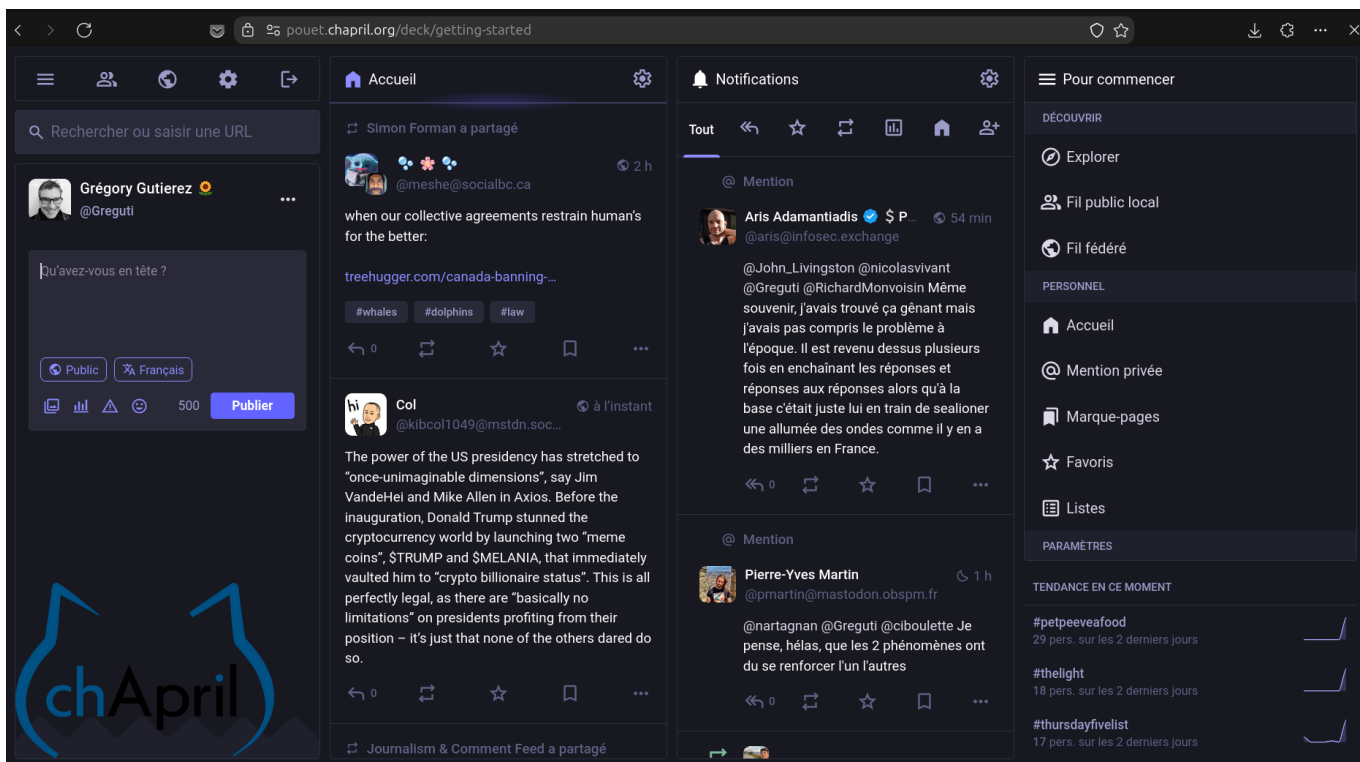 pouet.chapril.org/deck/getting-started
Rechercher ou saisir une URL
Grégory Gutierez
@Greguti
Qu'avez-vous en tête ?
Public
Français
500
Publier
chApril
Accueil
Simon Forman a partagé
2 h
@meshe@socialbc.ca
when our collective agreements restrain human's
for the better:
treehugger.com/canada-banning-…
#whales #dolphins #law
0
hi
Col
à l'instant
@kibcol1049@mstdn.soc...
The power of the US presidency has stretched to
“once-unimaginable dimensions”, say Jim
VandeHei and Mike Allen in Axios. Before the
inauguration, Donald Trump stunned the
cryptocurrency world by launching two “meme
coins”, $TRUMP and $MELANIA, that immediately
vaulted him to “crypto billionaire status”. This is all
perfectly legal, as there are “basically no
limitations” on presidents profiting from their
position – it's just that none of the others dared do
so.
0
Journalism & Comment Feed a partagé
Notifications
Tout
@ Mention
Aris Adamantiadis $ P...
54 min
@aris@infosec.exchange
@John_Livingston @nicolasvivant
@Greguti @RichardMonvoisin Même
souvenir, j'avais trouvé ça gênant mais
j'avais pas compris le problème à
l'époque. Il est revenu dessus plusieurs
fois en enchaînant les réponses et
réponses aux réponses alors qu'à la
base c'était juste lui en train de sealioner
une allumée des ondes comme il y en a
des milliers en France.
0
@ Mention
Pierre-Yves Martin
1 h
@pmartin@mastodon.obspm.fr
@nartagnan @Greguti @ciboulette Je
pense, hélas, que les 2 phénomènes ont
du se renforcer l'un l'autres
0
Pour commencer
DÉCOUVRIR
Explorer
Fil public local
Fil fédéré
PERSONNEL
Accueil
Mention privée
Marque-pages
Favoris
Listes
PARAMÈTRES
TENDANCE EN CE MOMENT
#petpeeveafood
29 pers. sur les 2 derniers jours
#thelight
18 pers. sur les 2 derniers jours
#thursdayfivelist
17 pers. sur les 2 derniers jours